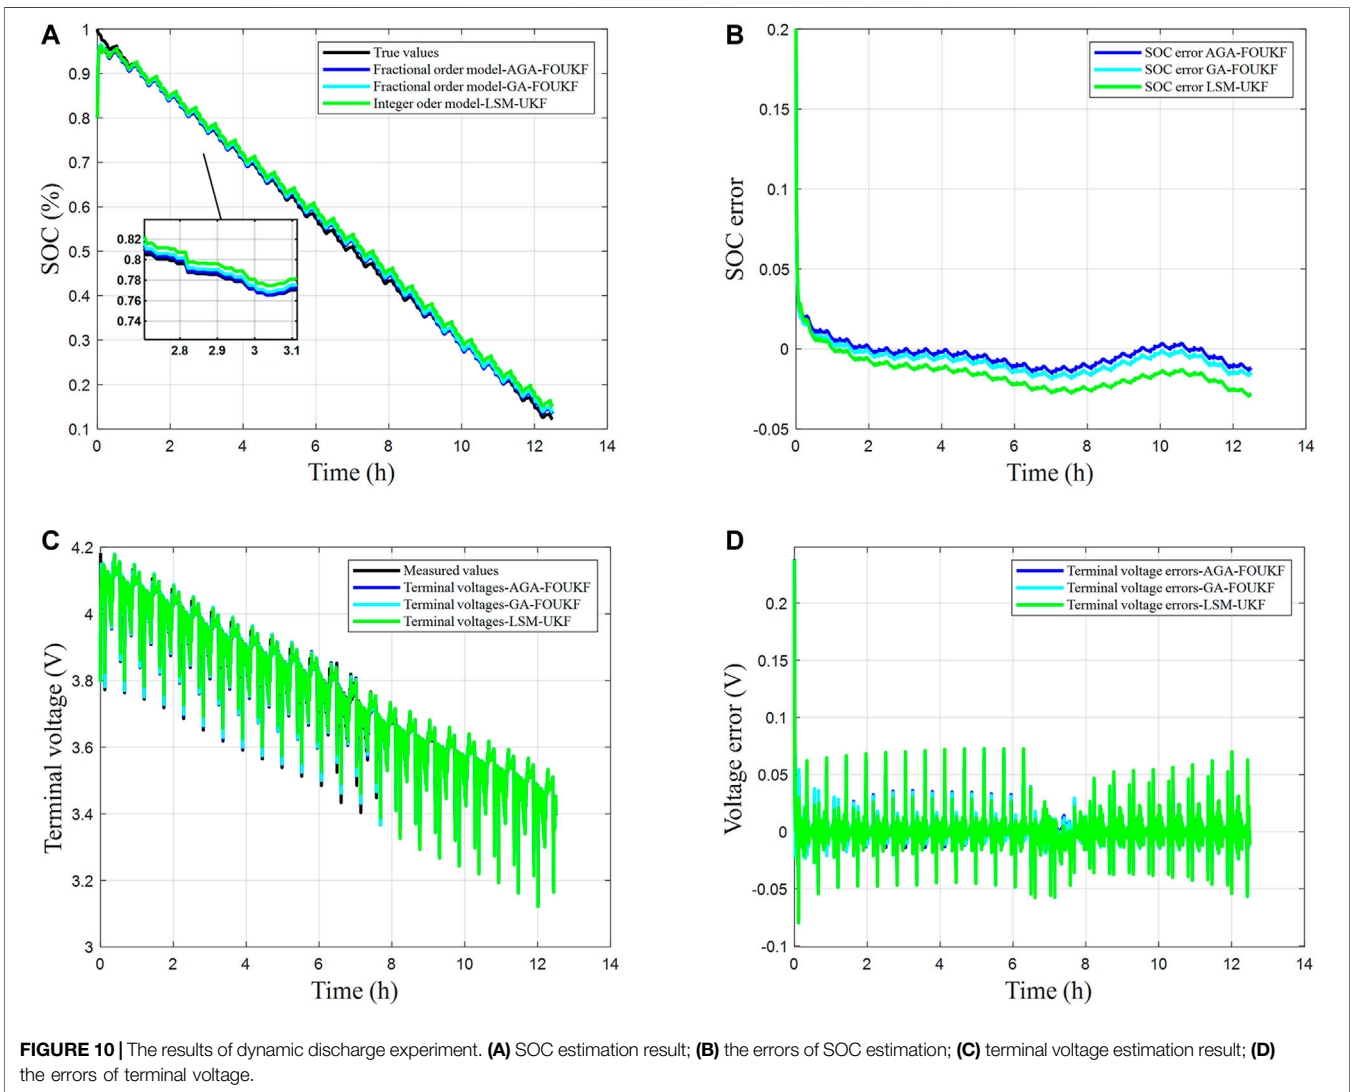 A
1
0.9
0.8
0.7
0.6
0.5
0.4
0.3
0.2
0.1
SOC (%)
True values
Fractional order model-AGA-FOUKF
Fractional order model-GA-FOUKF
Integer oder model-LSM-UKF
0.82
0.8
0.78
0.76
0.74
2.8 2.9 3 3.1
0 2 4 6 8 10 12 14
Time (h)
B
0.2
0.15
0.1
0.05
0
-0.05
SOC error
SOC error AGA-FOUKF
SOC error GA-FOUKF
SOC error LSM-UKF
0 2 4 6 8 10 12 14
Time (h)
C
4.2
4
3.8
3.6
3.4
3.2
3
Terminal voltage (V)
Measured values
Terminal voltages-AGA-FOUKF
Terminal voltages-GA-FOUKF
Terminal voltages-LSM-UKF
0 2 4 6 8 10 12 14
Time (h)
D
0.2
0.15
0.1
0.05
0
-0.05
-0.1
Voltage error (V)
Terminal voltage errors-AGA-FOUKF
Terminal voltage errors-GA-FOUKF
Terminal voltage errors-LSM-UKF
0 2 4 6 8 10 12 14
Time (h)
FIGURE 10 | The results of dynamic discharge experiment. (A) SOC estimation result; (B) the errors of SOC estimation; (C) terminal voltage estimation result; (D)
the errors of terminal voltage.